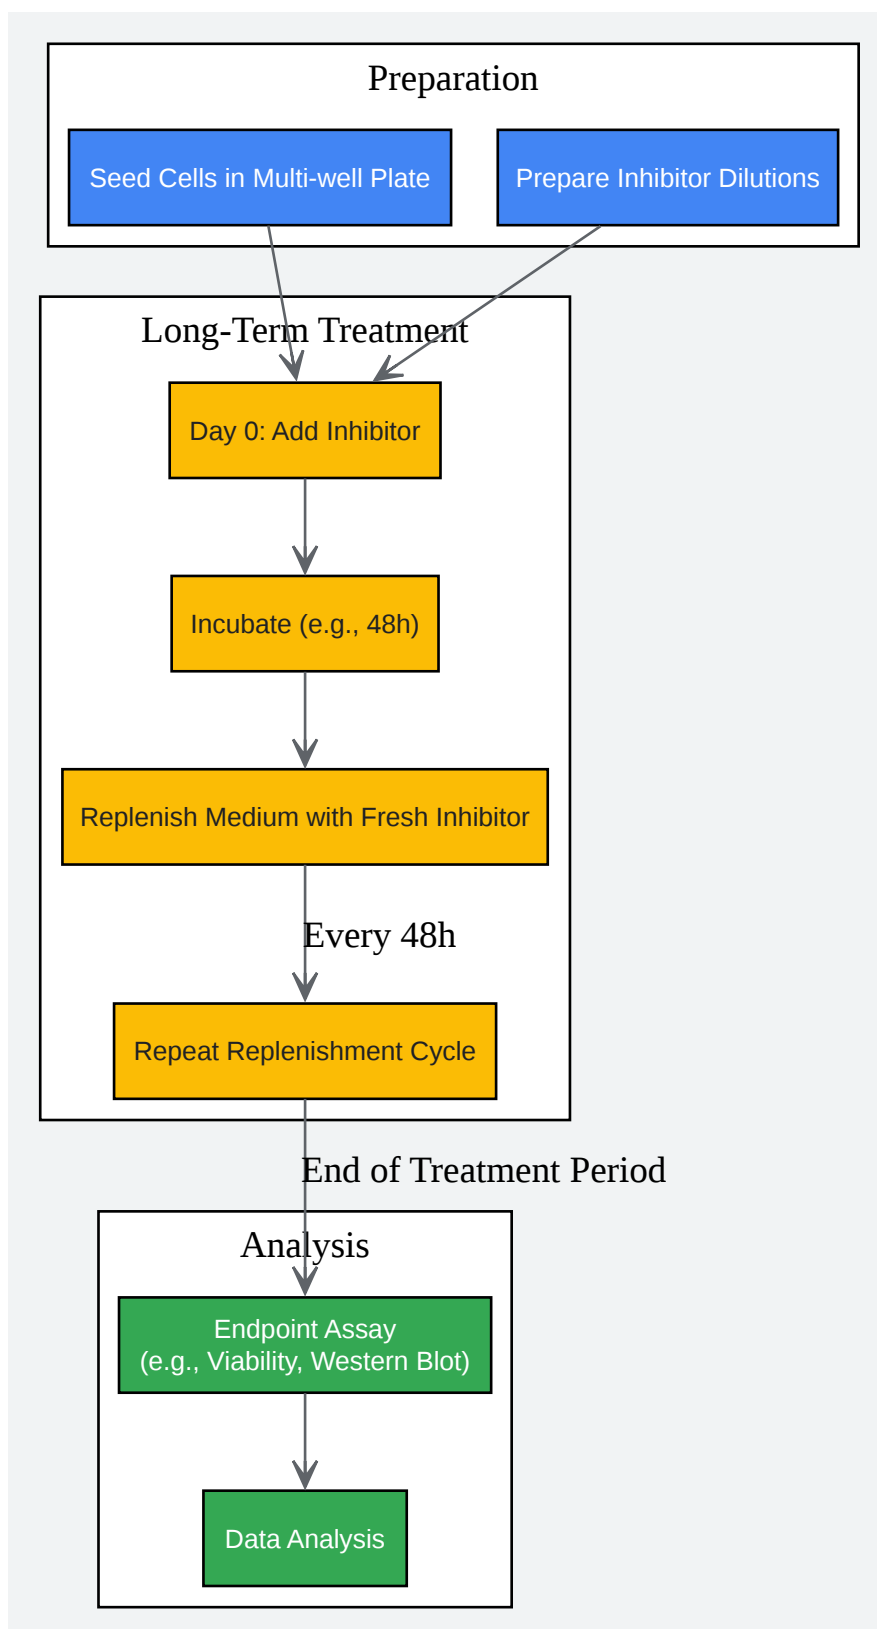 Preparation
Seed Cells in Multi-well Plate
Prepare Inhibitor Dilutions
Long-Term Treatment
Day 0: Add Inhibitor
Incubate (e.g., 48h)
Replenish Medium with Fresh Inhibitor
Every 48h
Repeat Replenishment Cycle
End of Treatment Period
Analysis
Endpoint Assay
(e.g., Viability, Western Blot)
Data Analysis